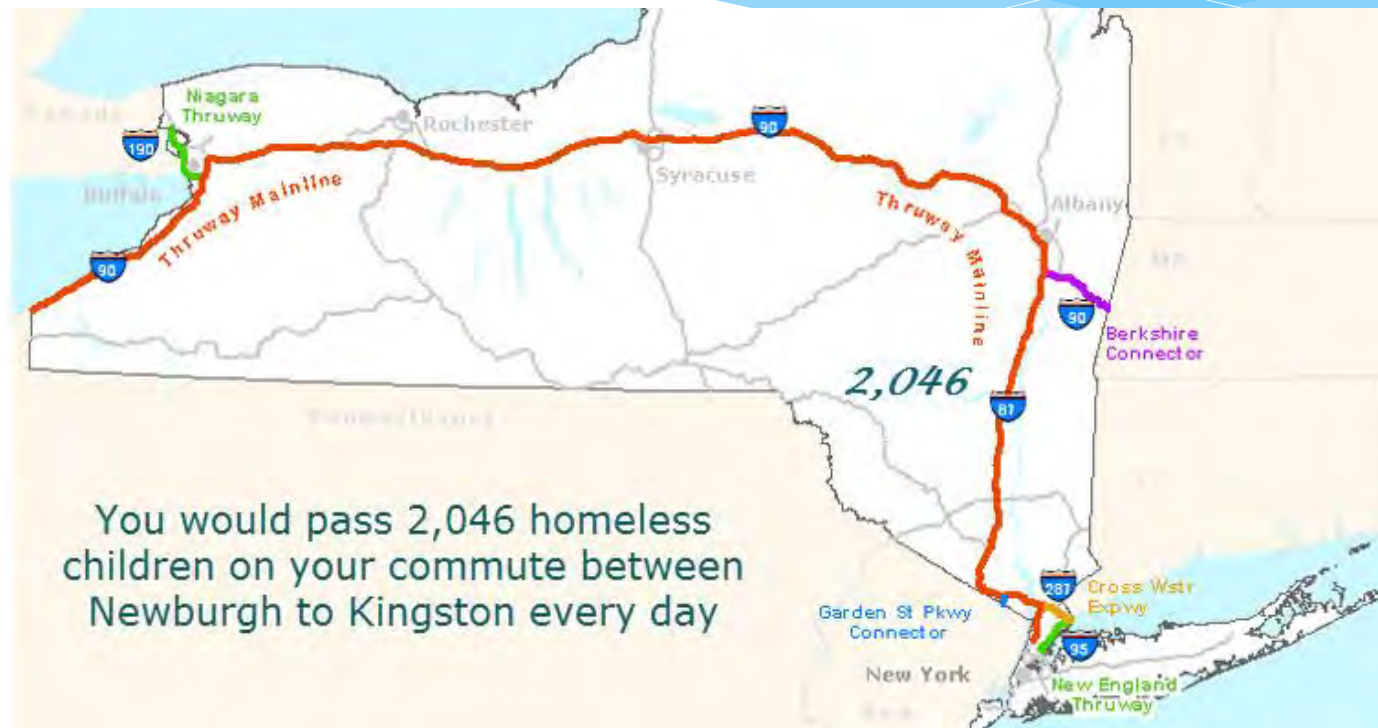 Niagara
Thruway
190
Rochester
90
Syracuse
Buffalo
Thruway Mainline
90
Thruway Mainline
Albany
90
Berkshire
Connector
2,046
87
You would pass 2,046 homeless
children on your commute between
Newburgh to Kingston every day
287
Cross Wstr
Expwy
Garden St Pkwy
Connector
95
New York
New England
Thruway